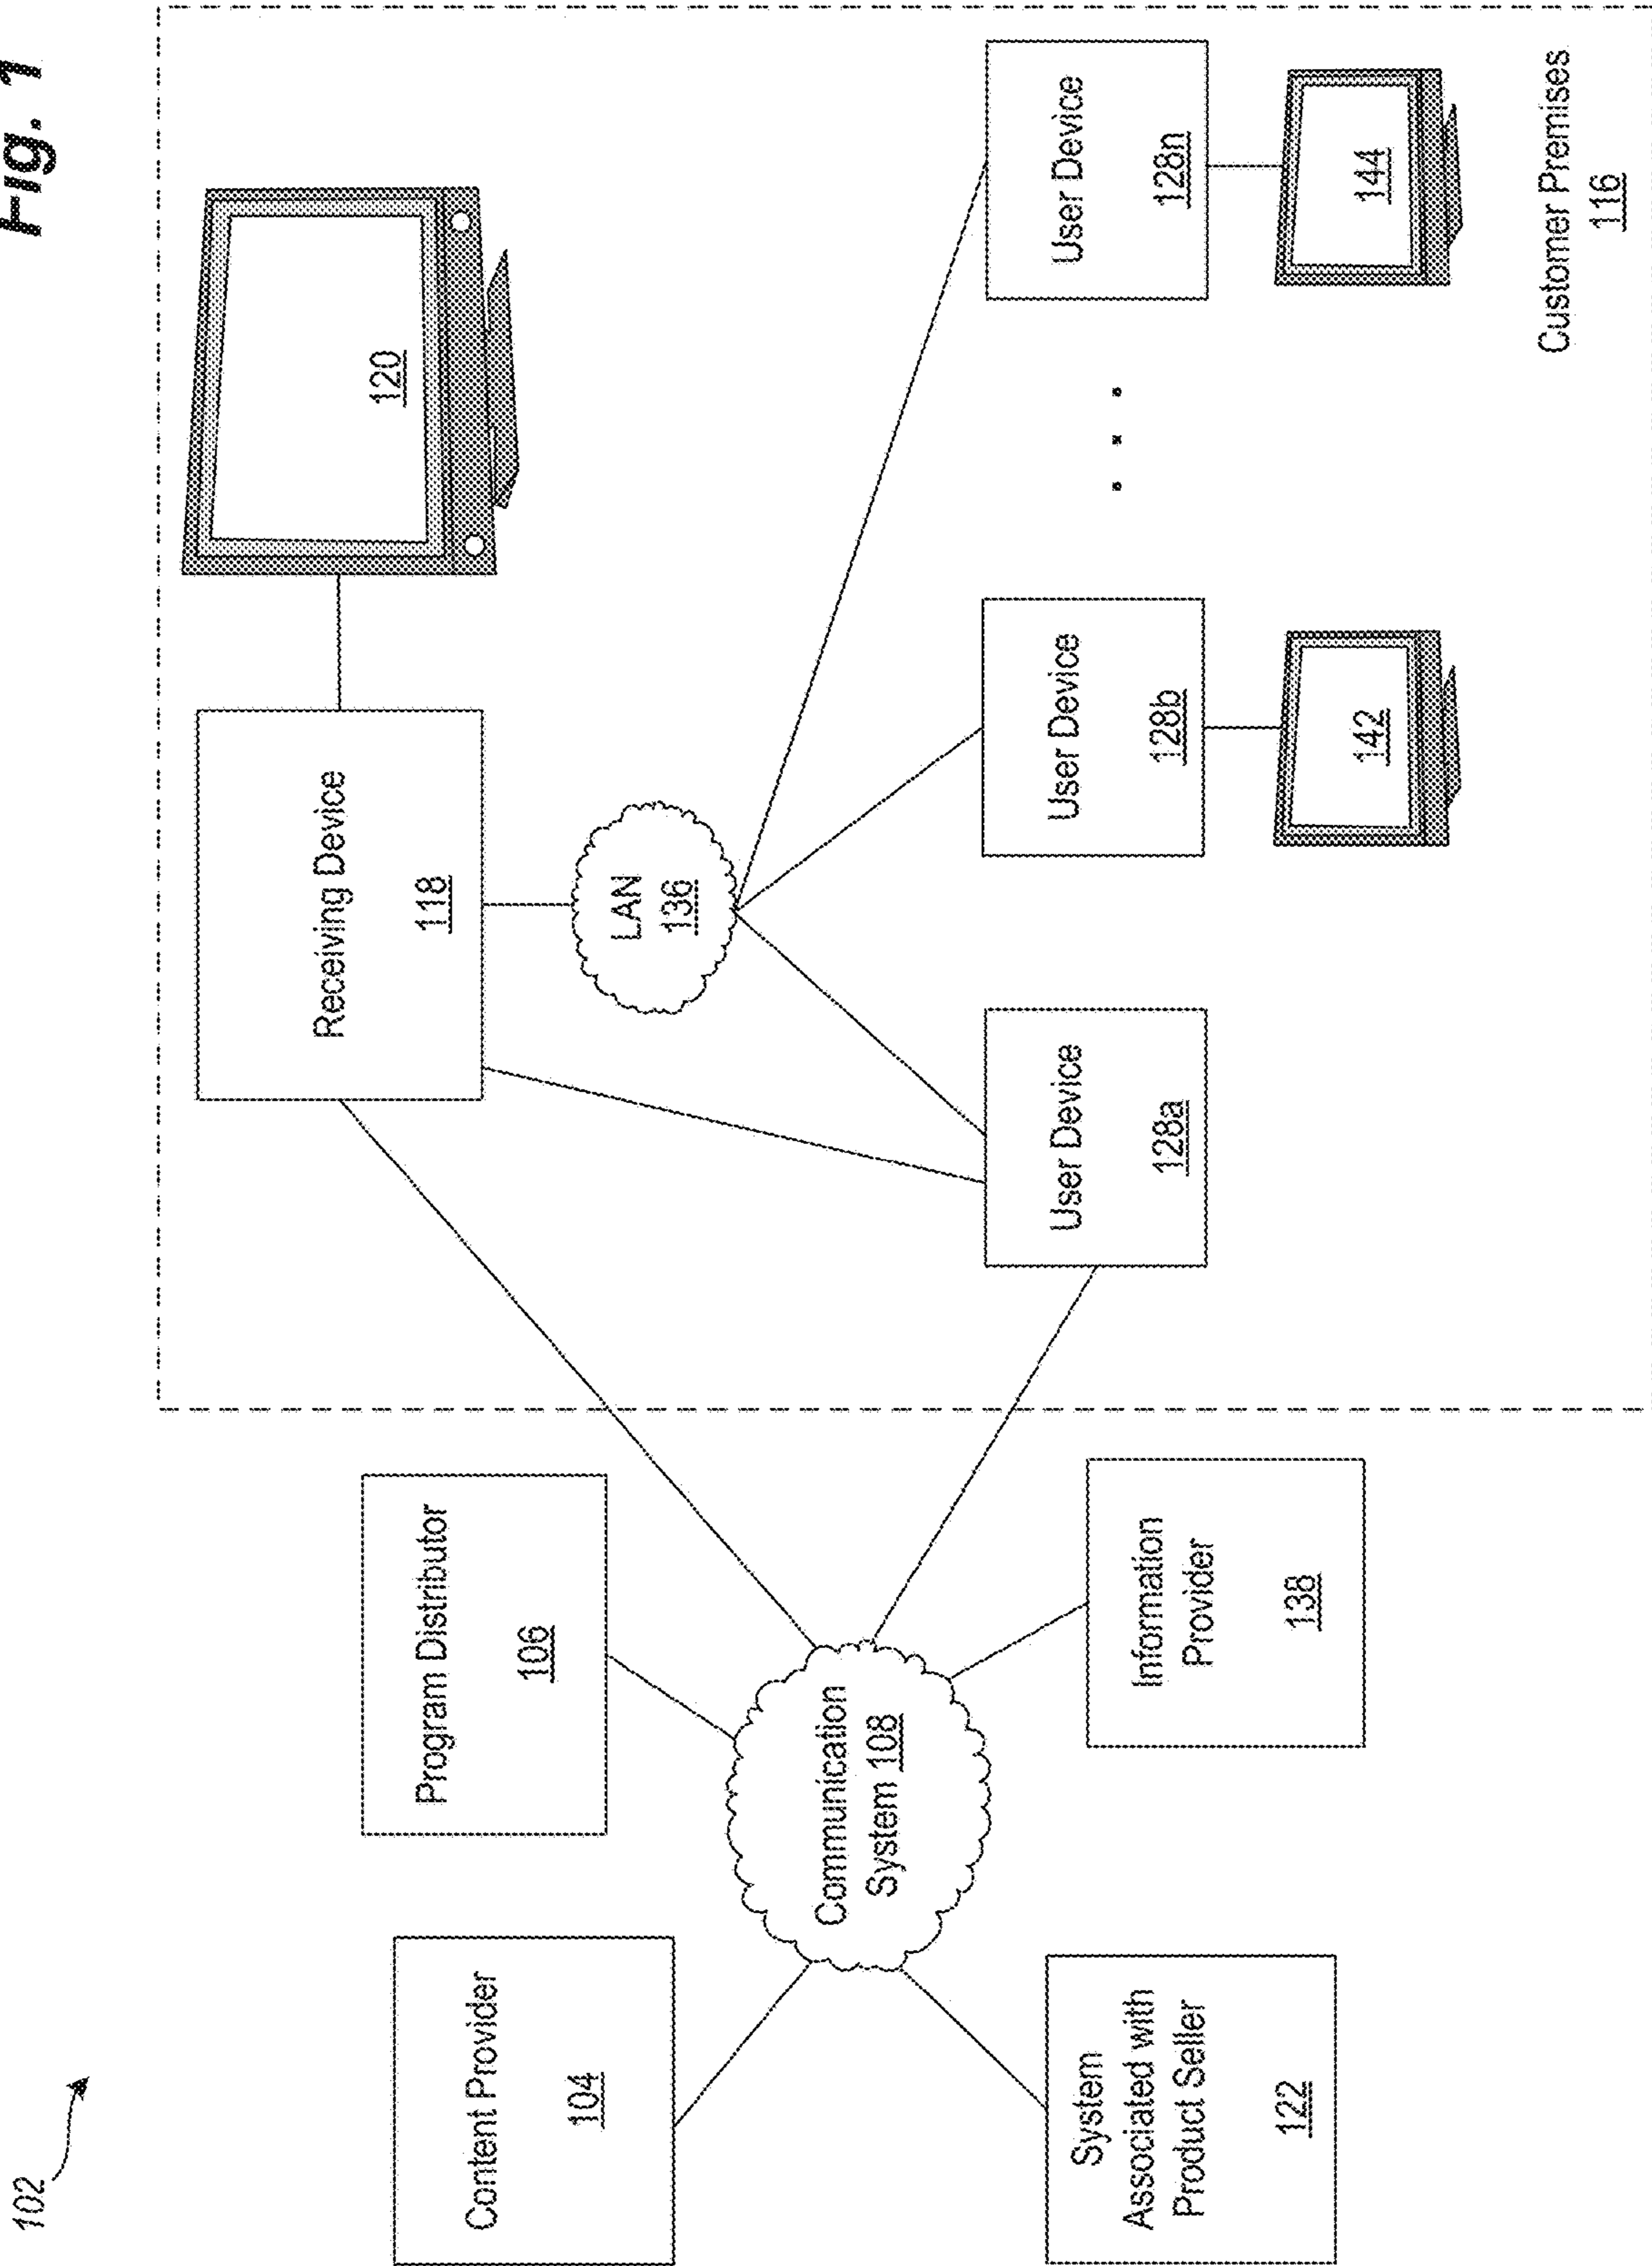 Fig. 1
102
Content Provider
104
Program Distributor
106
Communication
System 108
System
Associated with
Product Seller
122
Information
Provider
138
Receiving Device
118
120
LAN
136
User Device
128a
User Device
128b
142
. . .
User Device
128n
144
Customer Premises
116